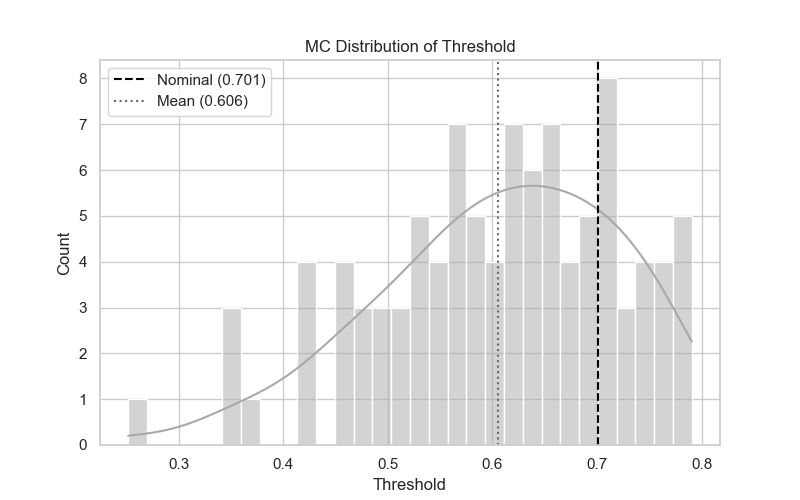 MC Distribution of Threshold
Nominal (0.701)
Mean (0.606)
8
7
6
5
4
3
2
1
0
Count
0.3 0.4 0.5 0.6 0.7 0.8
Threshold